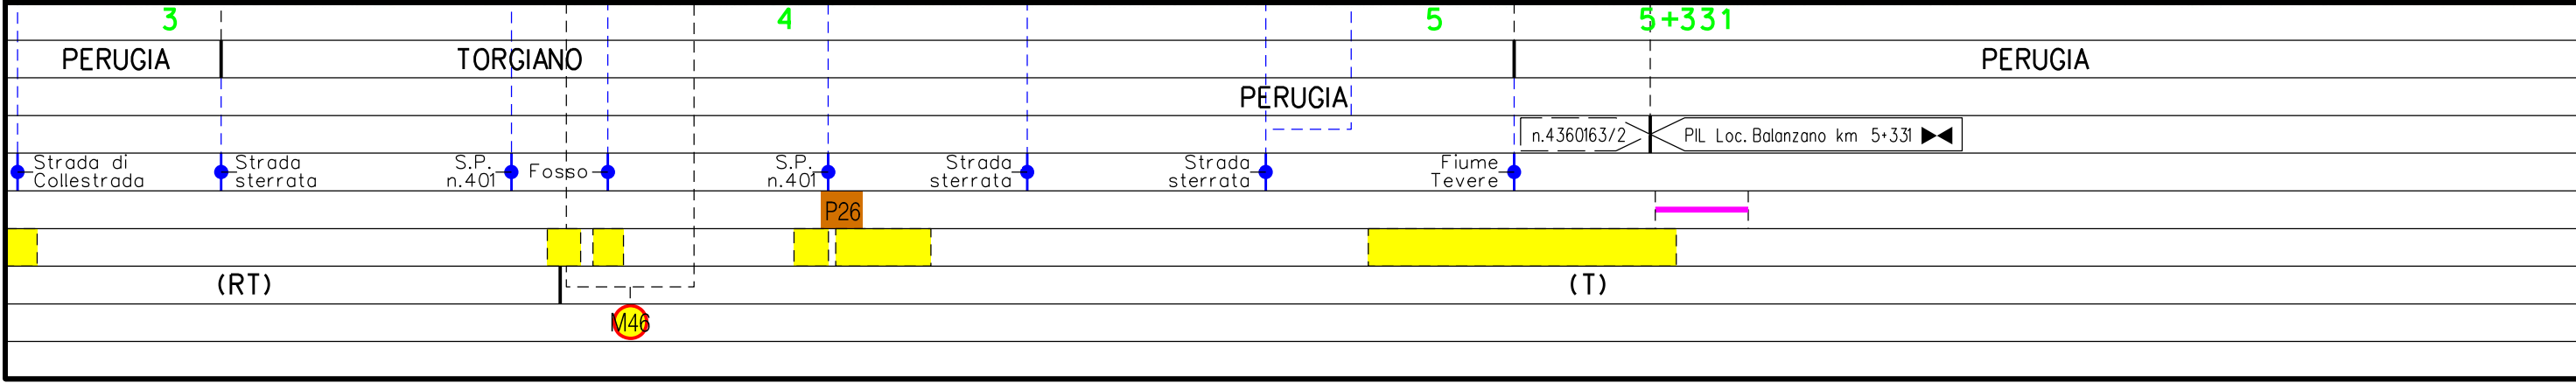 3 4 5 5+331
PERUGIA TORGIANO PERUGIA
PERUGIA
n.4360163/2 PIL Loc. Balanzano km 5+331
Strada di Collestrada
Strada sterrata
S.P. n.401
Fosso
S.P. n.401
Strada sterrata
Strada sterrata
Fiume Tevere
P26
(RT) (T)
M46